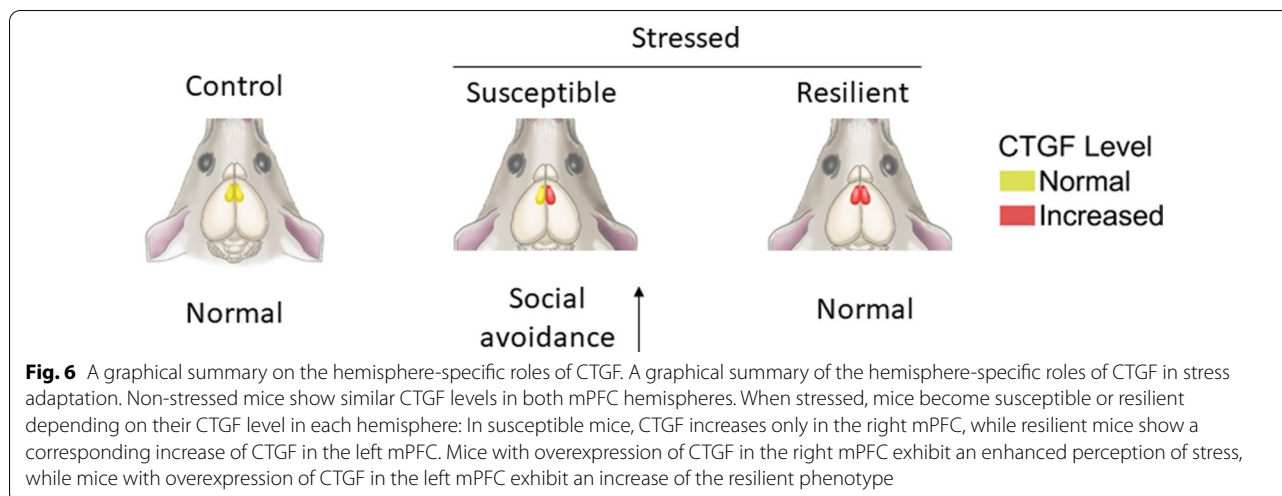 Stressed
Control
Susceptible
Resilient
CTGF Level
Normal
Increased
Normal
Social
avoidance
Normal
Fig. 6 A graphical summary on the hemisphere-specific roles of CTGF. A graphical summary of the hemisphere-specific roles of CTGF in stress
adaptation. Non-stressed mice show similar CTGF levels in both mPFC hemispheres. When stressed, mice become susceptible or resilient
depending on their CTGF level in each hemisphere: In susceptible mice, CTGF increases only in the right mPFC, while resilient mice show a
corresponding increase of CTGF in the left mPFC. Mice with overexpression of CTGF in the right mPFC exhibit an enhanced perception of stress,
while mice with overexpression of CTGF in the left mPFC exhibit an increase of the resilient phenotype